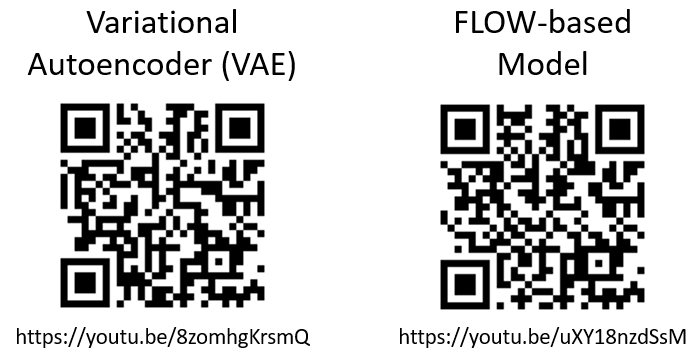 Variational
Autoencoder (VAE)
https://youtu.be/8zomhgKrsmQ
FLOW-based
Model
https://youtu.be/uXY18nzdSsM